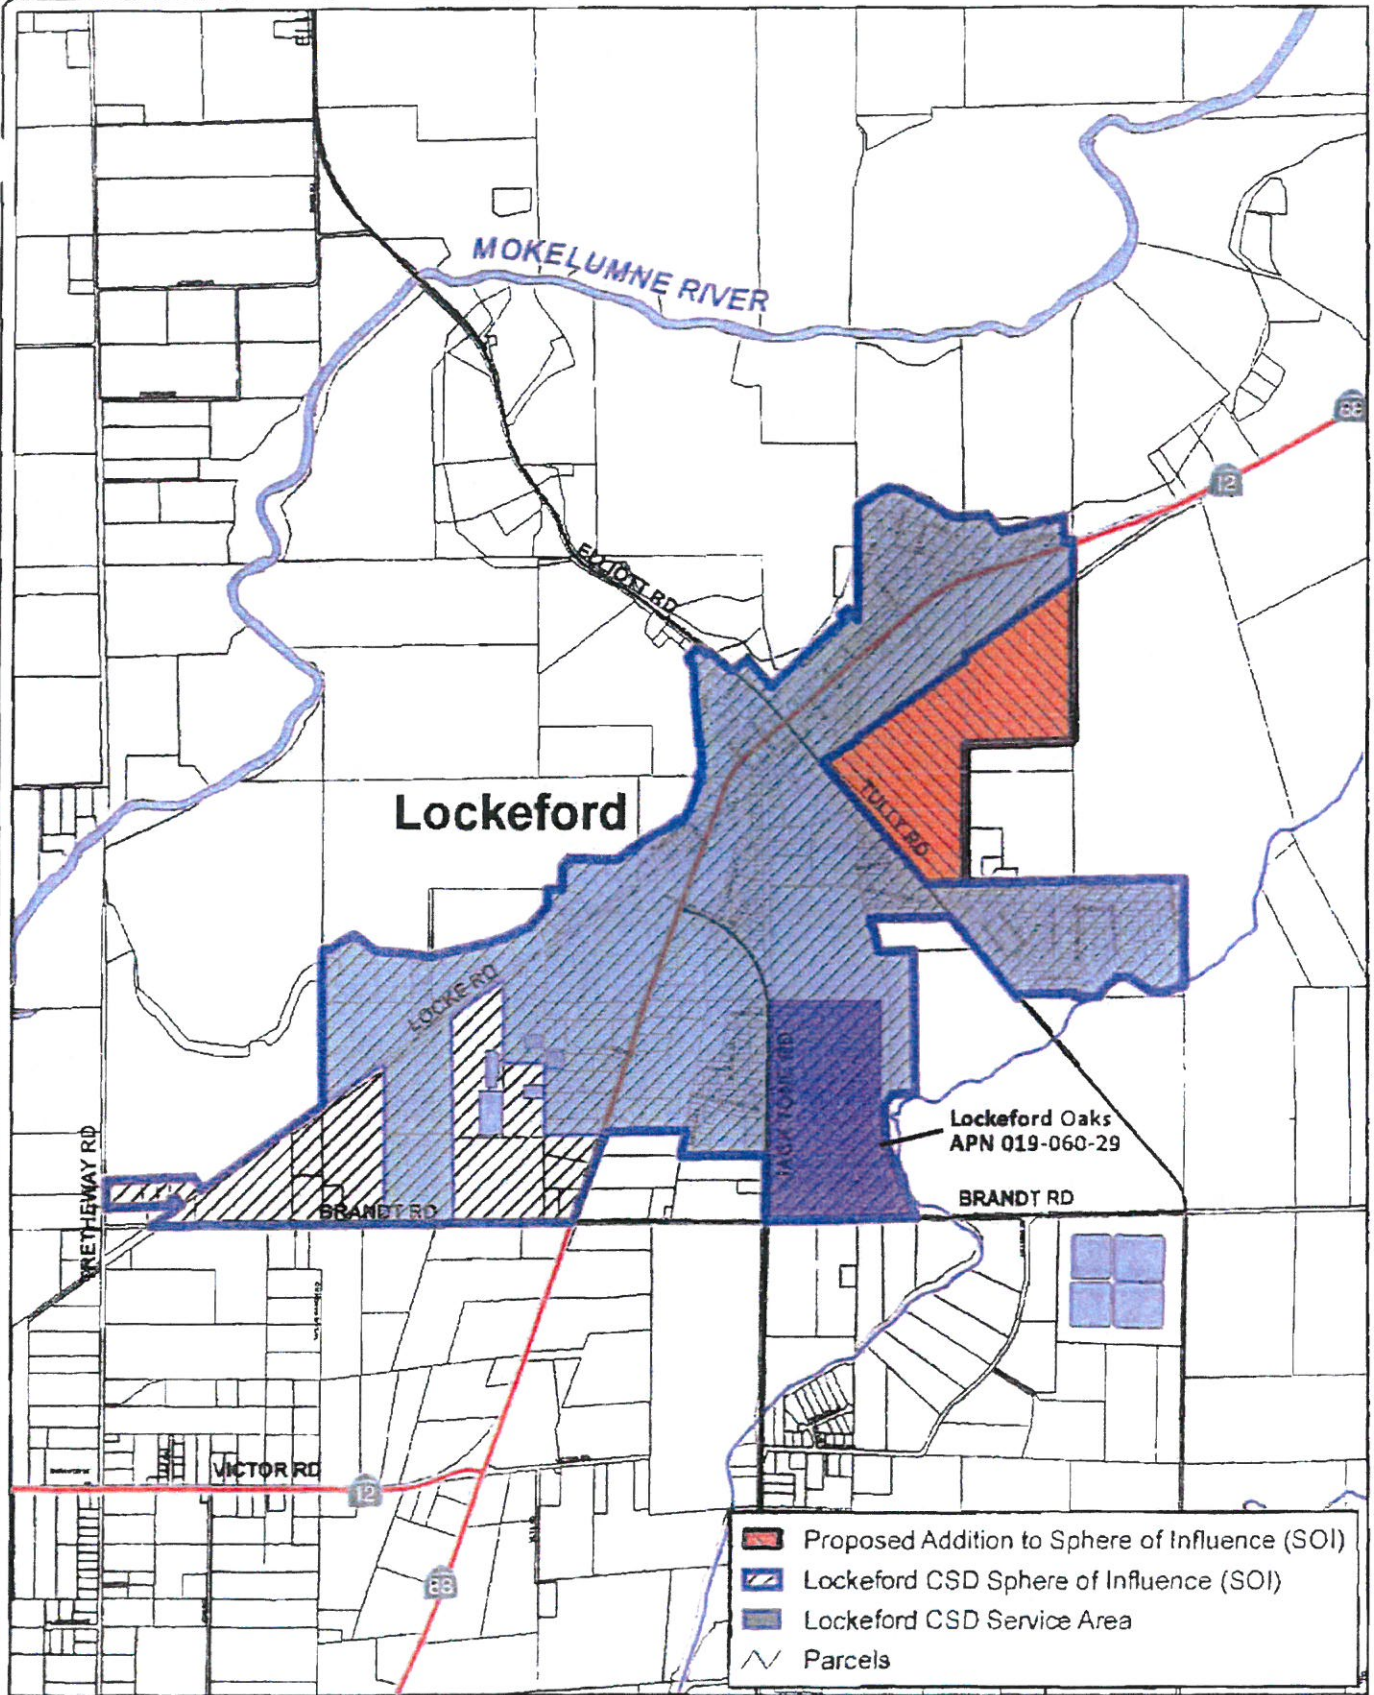 MOKELUMNE RIVER
88
12
ELLIOTT RD
Lockeford
TULLY RD
LOCKE RD
JACK TONE RD
Lockeford Oaks
APN 019-060-29
TRETHEWAY RD
BRANDT RD
BRANDT RD
VICTOR RD
12
88
Proposed Addition to Sphere of Influence (SOI)
Lockeford CSD Sphere of Influence (SOI)
Lockeford CSD Service Area
Parcels